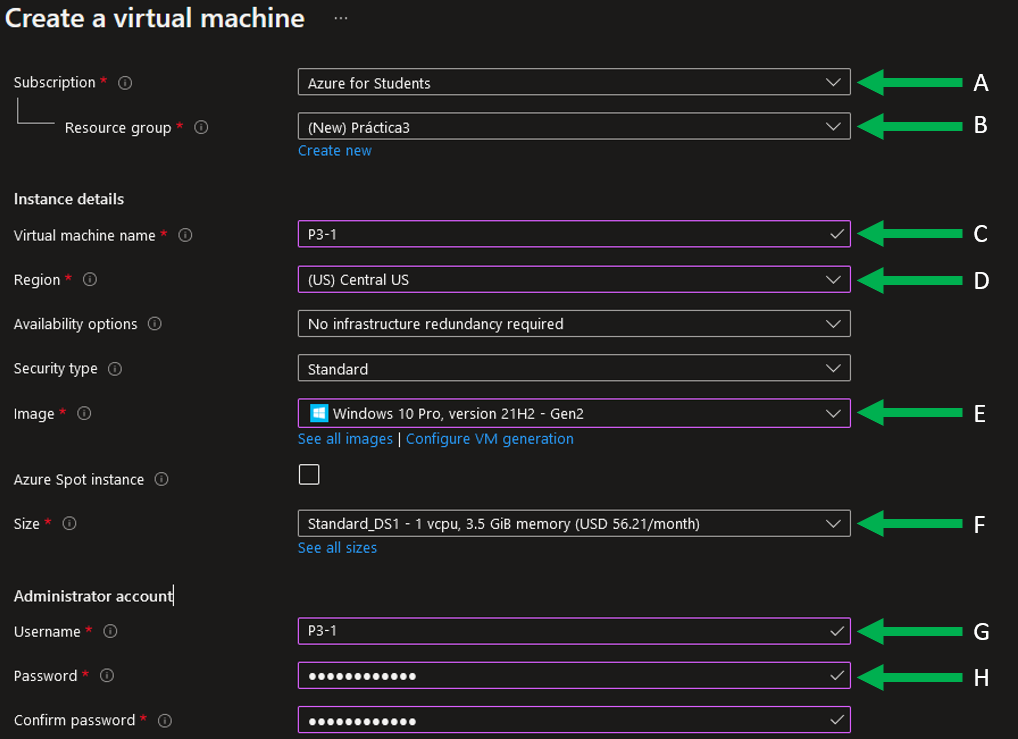 Create a virtual machine ...
Subscription * Azure for Students A
Resource group * (New) Práctica3 B
Create new
Instance details
Virtual machine name * P3-1 C
Region * (US) Central US D
Availability options No infrastructure redundancy required
Security type Standard
Image * Windows 10 Pro, version 21H2 - Gen2 E
See all images | Configure VM generation
Azure Spot instance
Size * Standard_DS1 - 1 vcpu, 3.5 GiB memory (USD 56.21/month) F
See all sizes
Administrator account
Username * P3-1 G
Password * ●●●●●●●●●●●● H
Confirm password * ●●●●●●●●●●●●